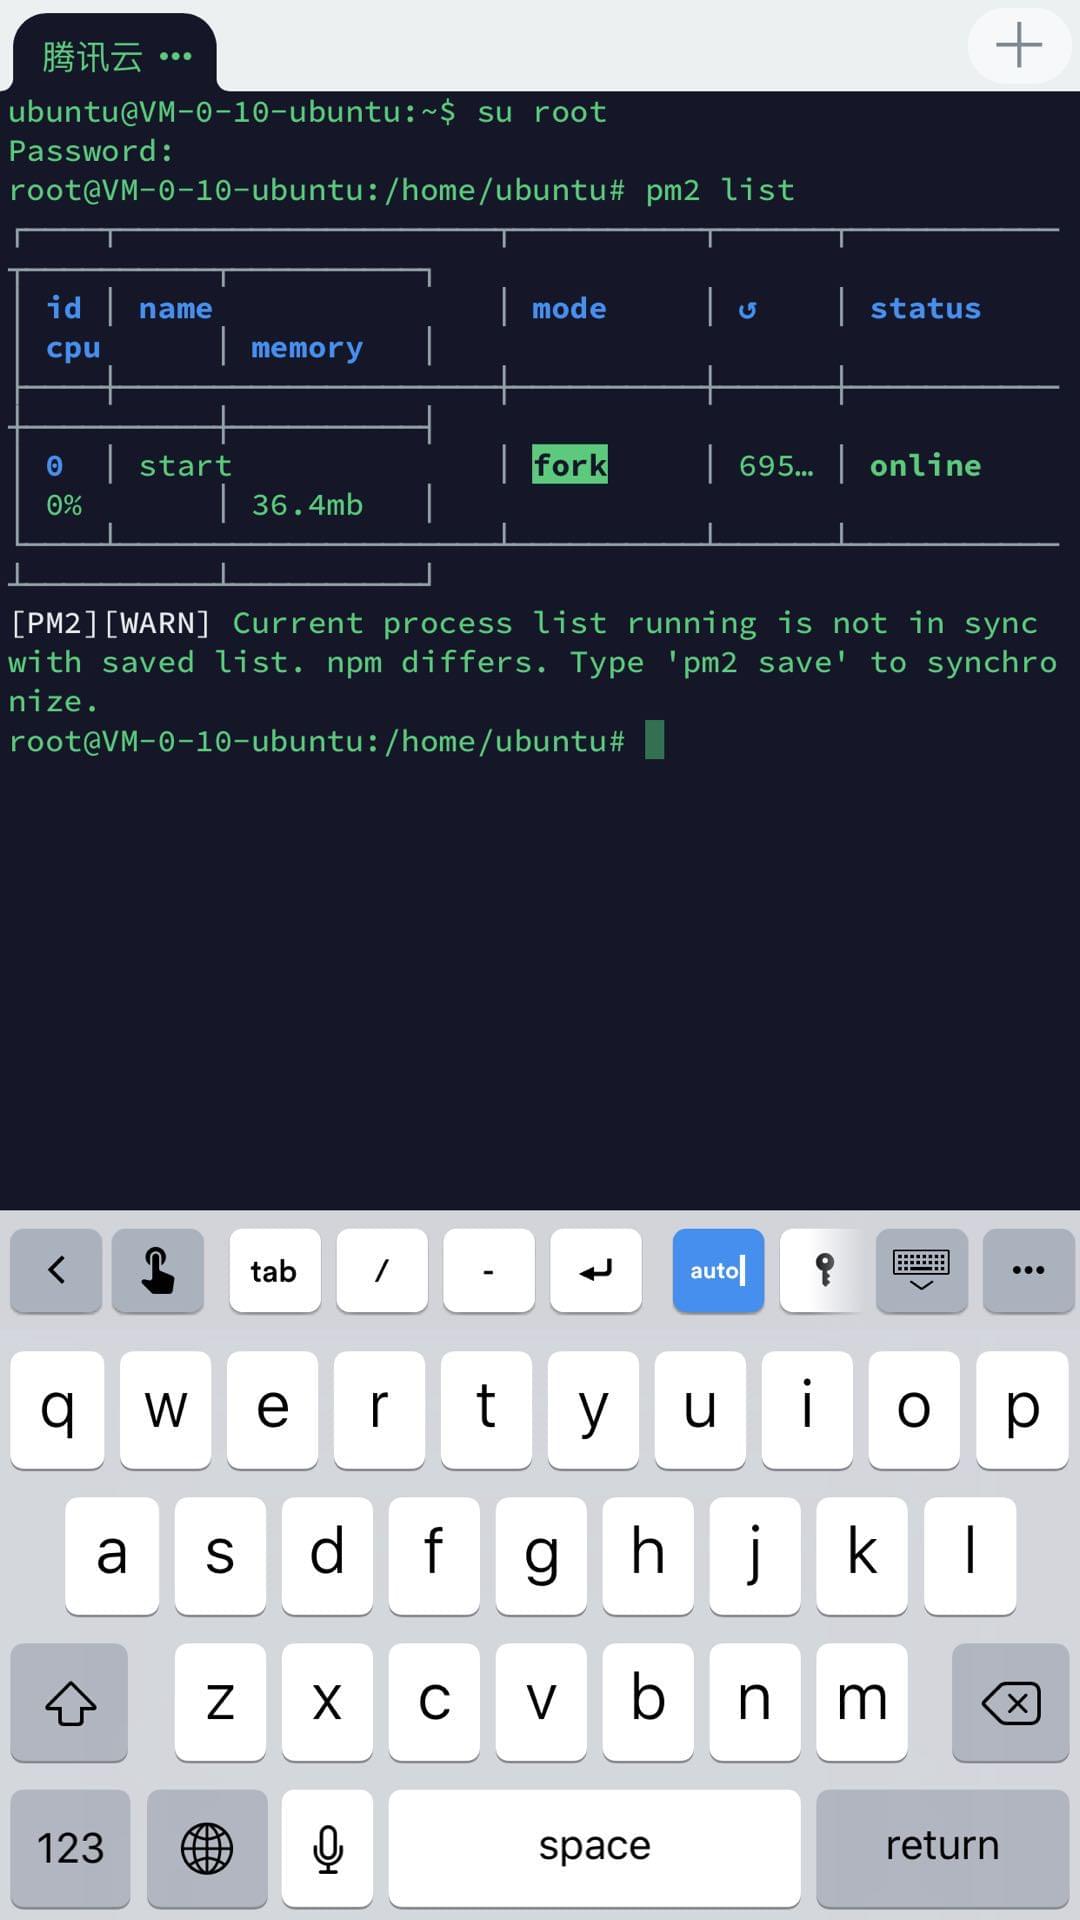 腾讯云 •••
ubuntu@VM-0-10-ubuntu:~$ su root
Password:
root@VM-0-10-ubuntu:/home/ubuntu# pm2 list
id │ name │ mode │ ↺ │ status
cpu │ memory
0 │ start │ fork │ 695… │ online
0% │ 36.4mb
[PM2][WARN] Current process list running is not in sync
with saved list. npm differs. Type 'pm2 save' to synchro
nize.
root@VM-0-10-ubuntu:/home/ubuntu#
tab / - auto •••
q w e r t y u i o p
a s d f g h j k l
z x c v b n m
123 space return